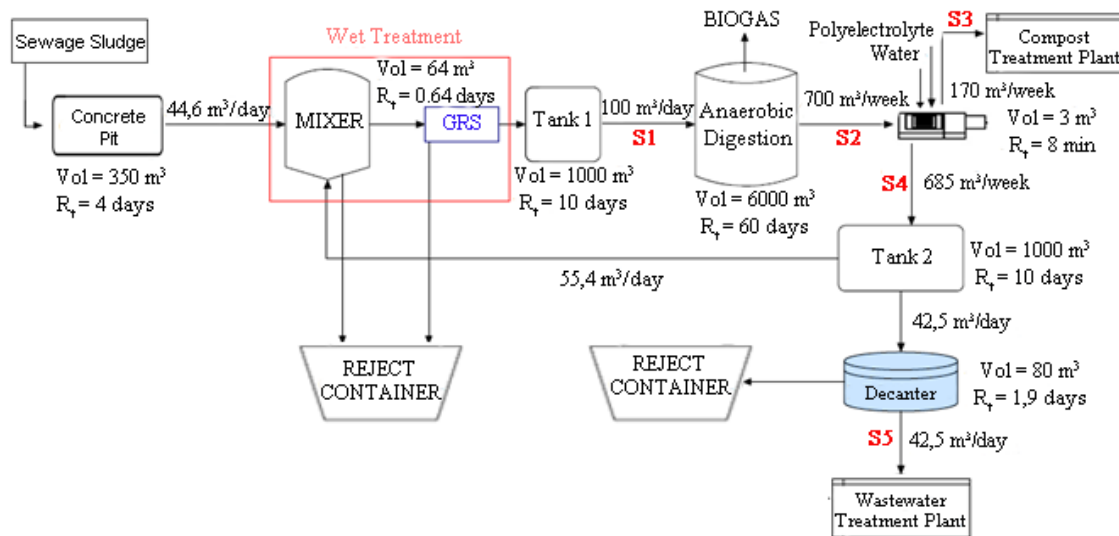 Sewage Sludge
Concrete
Pit
Vol = 350 m³
Rₜ = 4 days
44,6 m³/day
Wet Treatment
MIXER
Vol = 64 m³
Rₜ = 0.64 days
GRS
Tank 1
Vol = 1000 m³
Rₜ = 10 days
100 m³/day
S1
BIOGAS
Anaerobic
Digestion
Vol = 6000 m³
Rₜ = 60 days
700 m³/week
S2
Polyelectrolyte
Water
S3
Compost
Treatment Plant
170 m³/week
Vol = 3 m³
Rₜ = 8 min
S4
685 m³/week
Tank 2
Vol = 1000 m³
Rₜ = 10 days
55,4 m³/day
42,5 m³/day
REJECT
CONTAINER
REJECT
CONTAINER
Decanter
Vol = 80 m³
Rₜ = 1,9 days
S5
42,5 m³/day
Wastewater
Treatment Plant